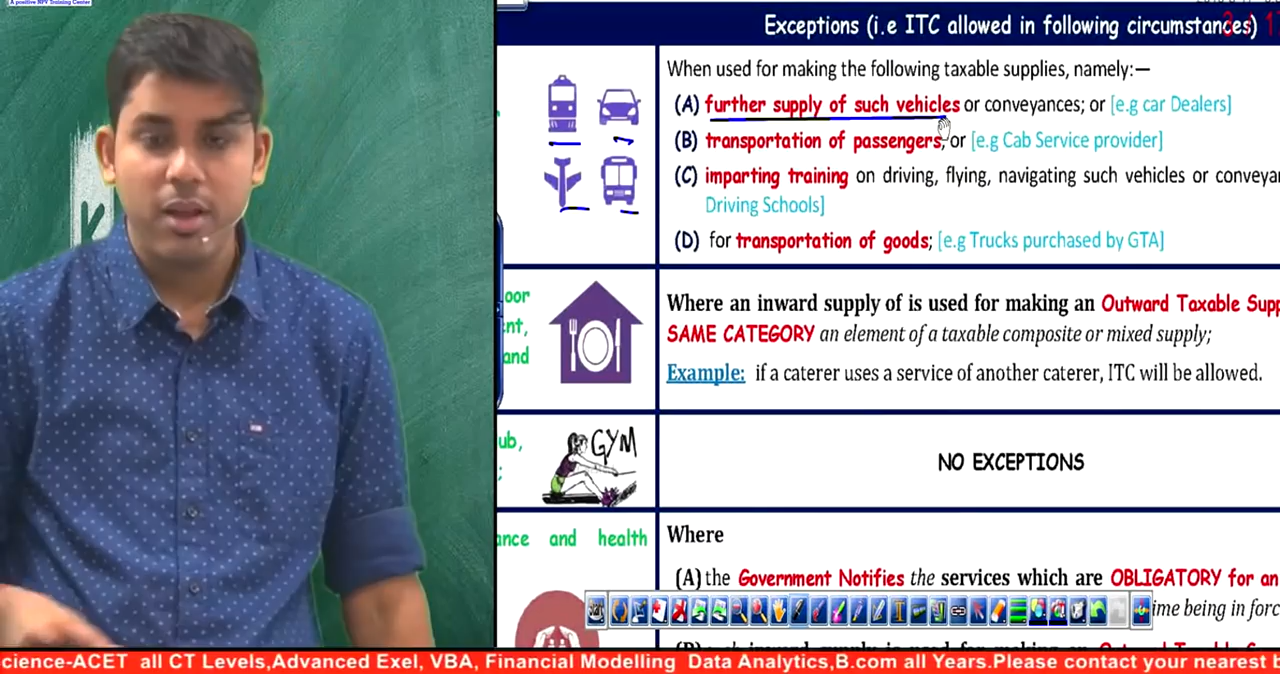 A positive NPV Training Center
Exceptions (i.e ITC allowed in following circumstances)
When used for making the following taxable supplies, namely:—
(A) further supply of such vehicles or conveyances; or [e.g car Dealers]
(B) transportation of passengers; or [e.g Cab Service provider]
(C) imparting training on driving, flying, navigating such vehicles or conveyan
Driving Schools]
(D) for transportation of goods; [e.g Trucks purchased by GTA]
oor
nt,
and
Where an inward supply of is used for making an Outward Taxable Supp
SAME CATEGORY an element of a taxable composite or mixed supply;
Example: if a caterer uses a service of another caterer, ITC will be allowed.
ub,
;
GYM
NO EXCEPTIONS
ance and health
Where
(A) the Government Notifies the services which are OBLIGATORY for an
ime being in forc
cience-ACET all CT Levels,Advanced Exel, VBA, Financial Modelling Data Analytics,B.com all Years.Please contact your nearest b